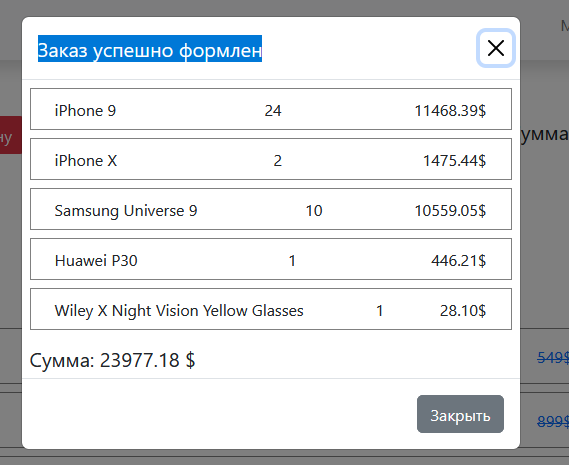 Заказ успешно формлен
М
ну
умма
iPhone 9 24 11468.39$
iPhone X 2 1475.44$
Samsung Universe 9 10 10559.05$
Huawei P30 1 446.21$
Wiley X Night Vision Yellow Glasses 1 28.10$
Сумма: 23977.18 $
549$
Закрыть
899$